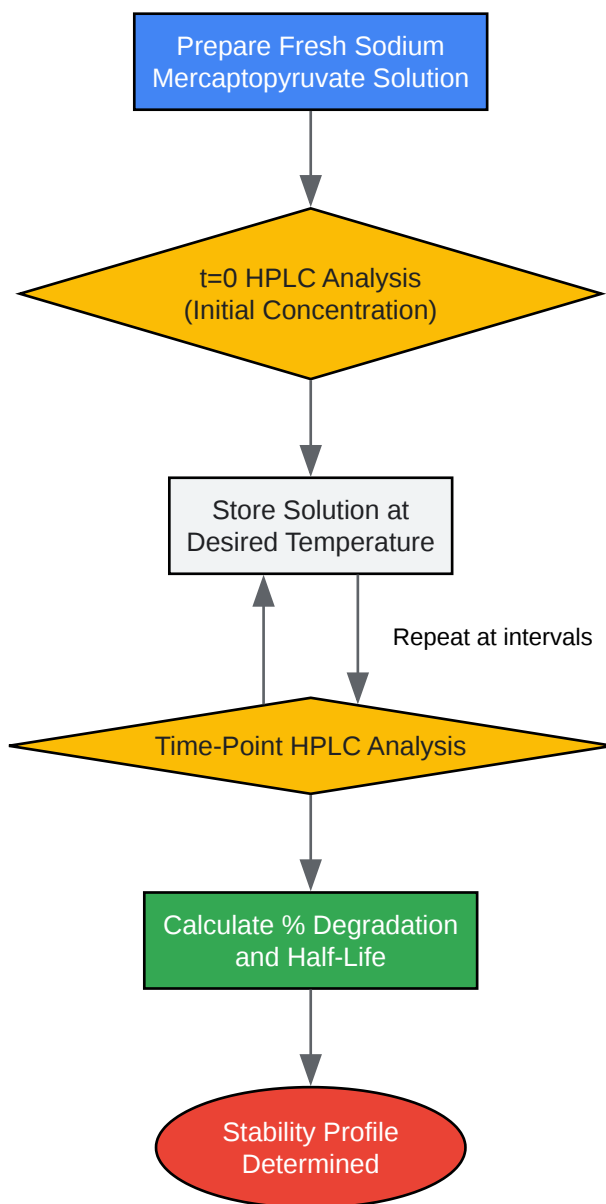 Prepare Fresh Sodium
Mercaptopyruvate Solution
t=0 HPLC Analysis
(Initial Concentration)
Store Solution at
Desired Temperature
Repeat at intervals
Time-Point HPLC Analysis
Calculate % Degradation
and Half-Life
Stability Profile
Determined